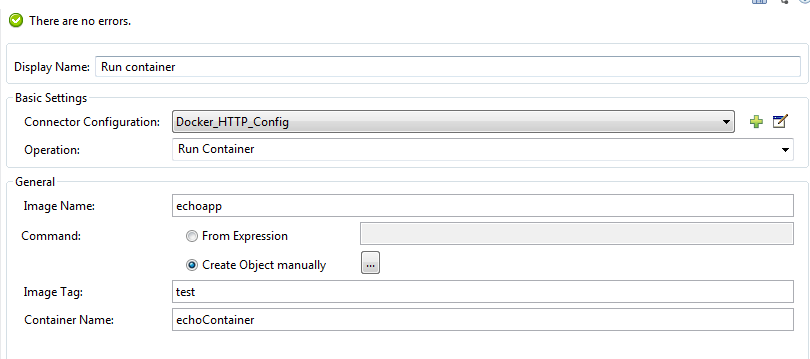 There are no errors.
Display Name: Run container
Basic Settings
Connector Configuration: Docker_HTTP_Config
Operation: Run Container
General
Image Name: echoapp
Command: From Expression
Create Object manually ...
Image Tag: test
Container Name: echoContainer